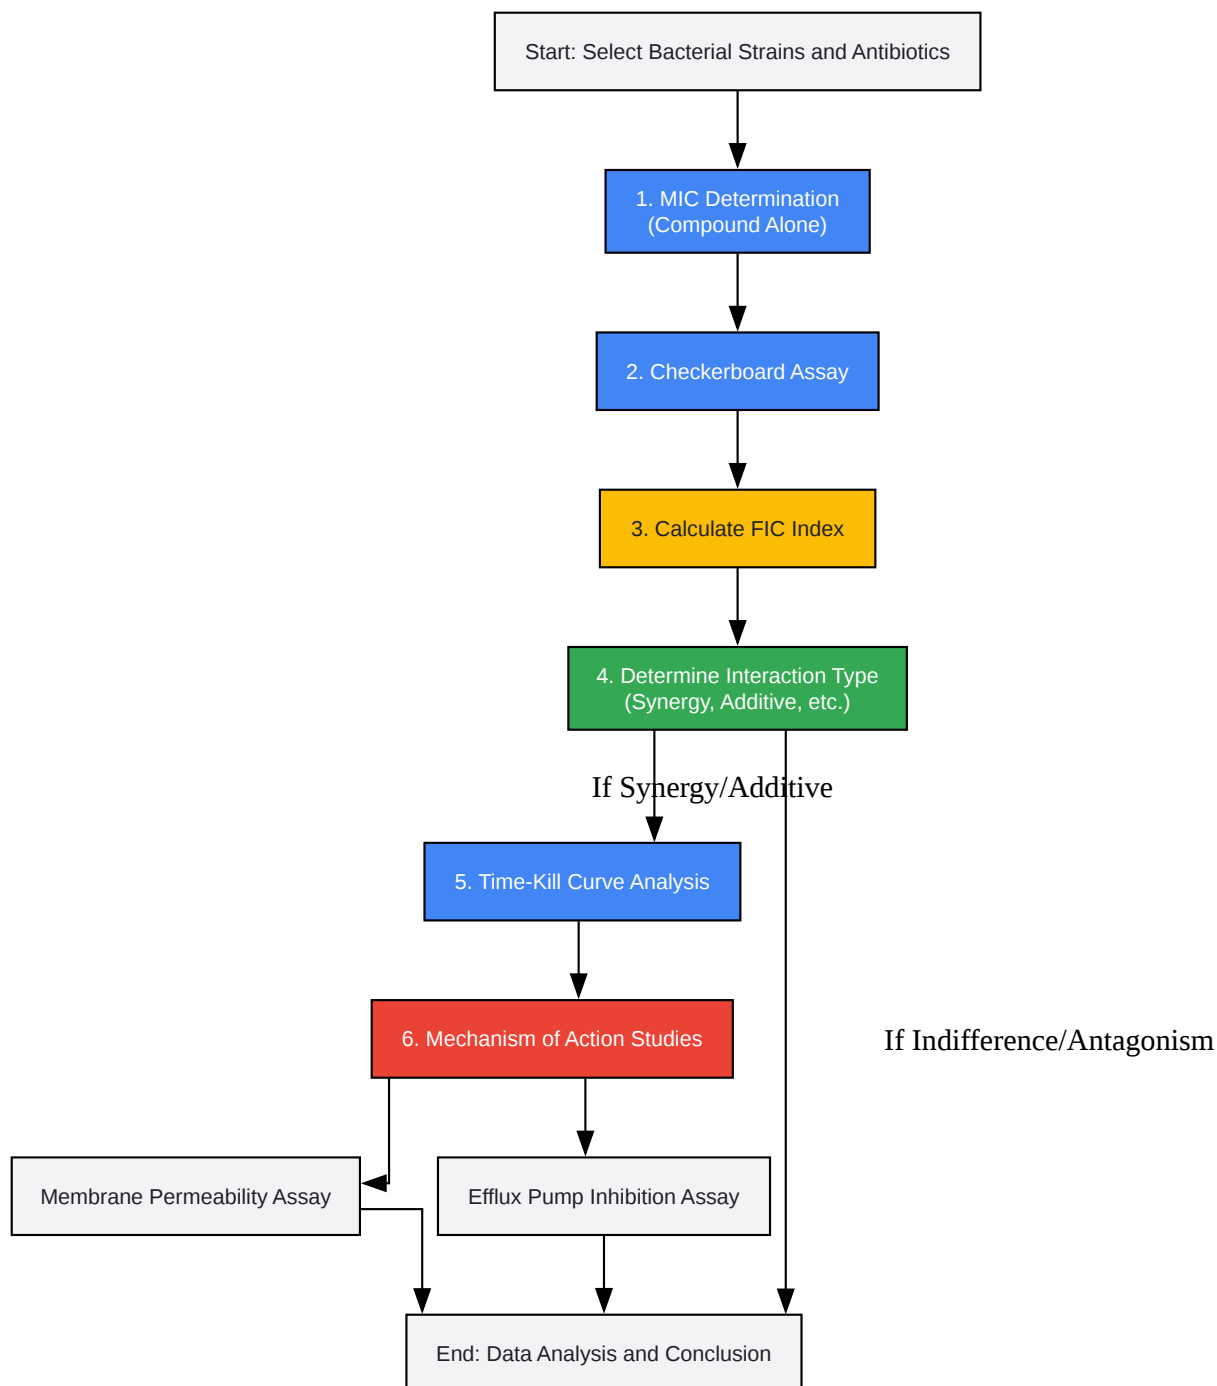 Start: Select Bacterial Strains and Antibiotics
1. MIC Determination
(Compound Alone)
2. Checkerboard Assay
3. Calculate FIC Index
4. Determine Interaction Type
(Synergy, Additive, etc.)
If Synergy/Additive
5. Time-Kill Curve Analysis
6. Mechanism of Action Studies
If Indifference/Antagonism
Membrane Permeability Assay
Efflux Pump Inhibition Assay
End: Data Analysis and Conclusion